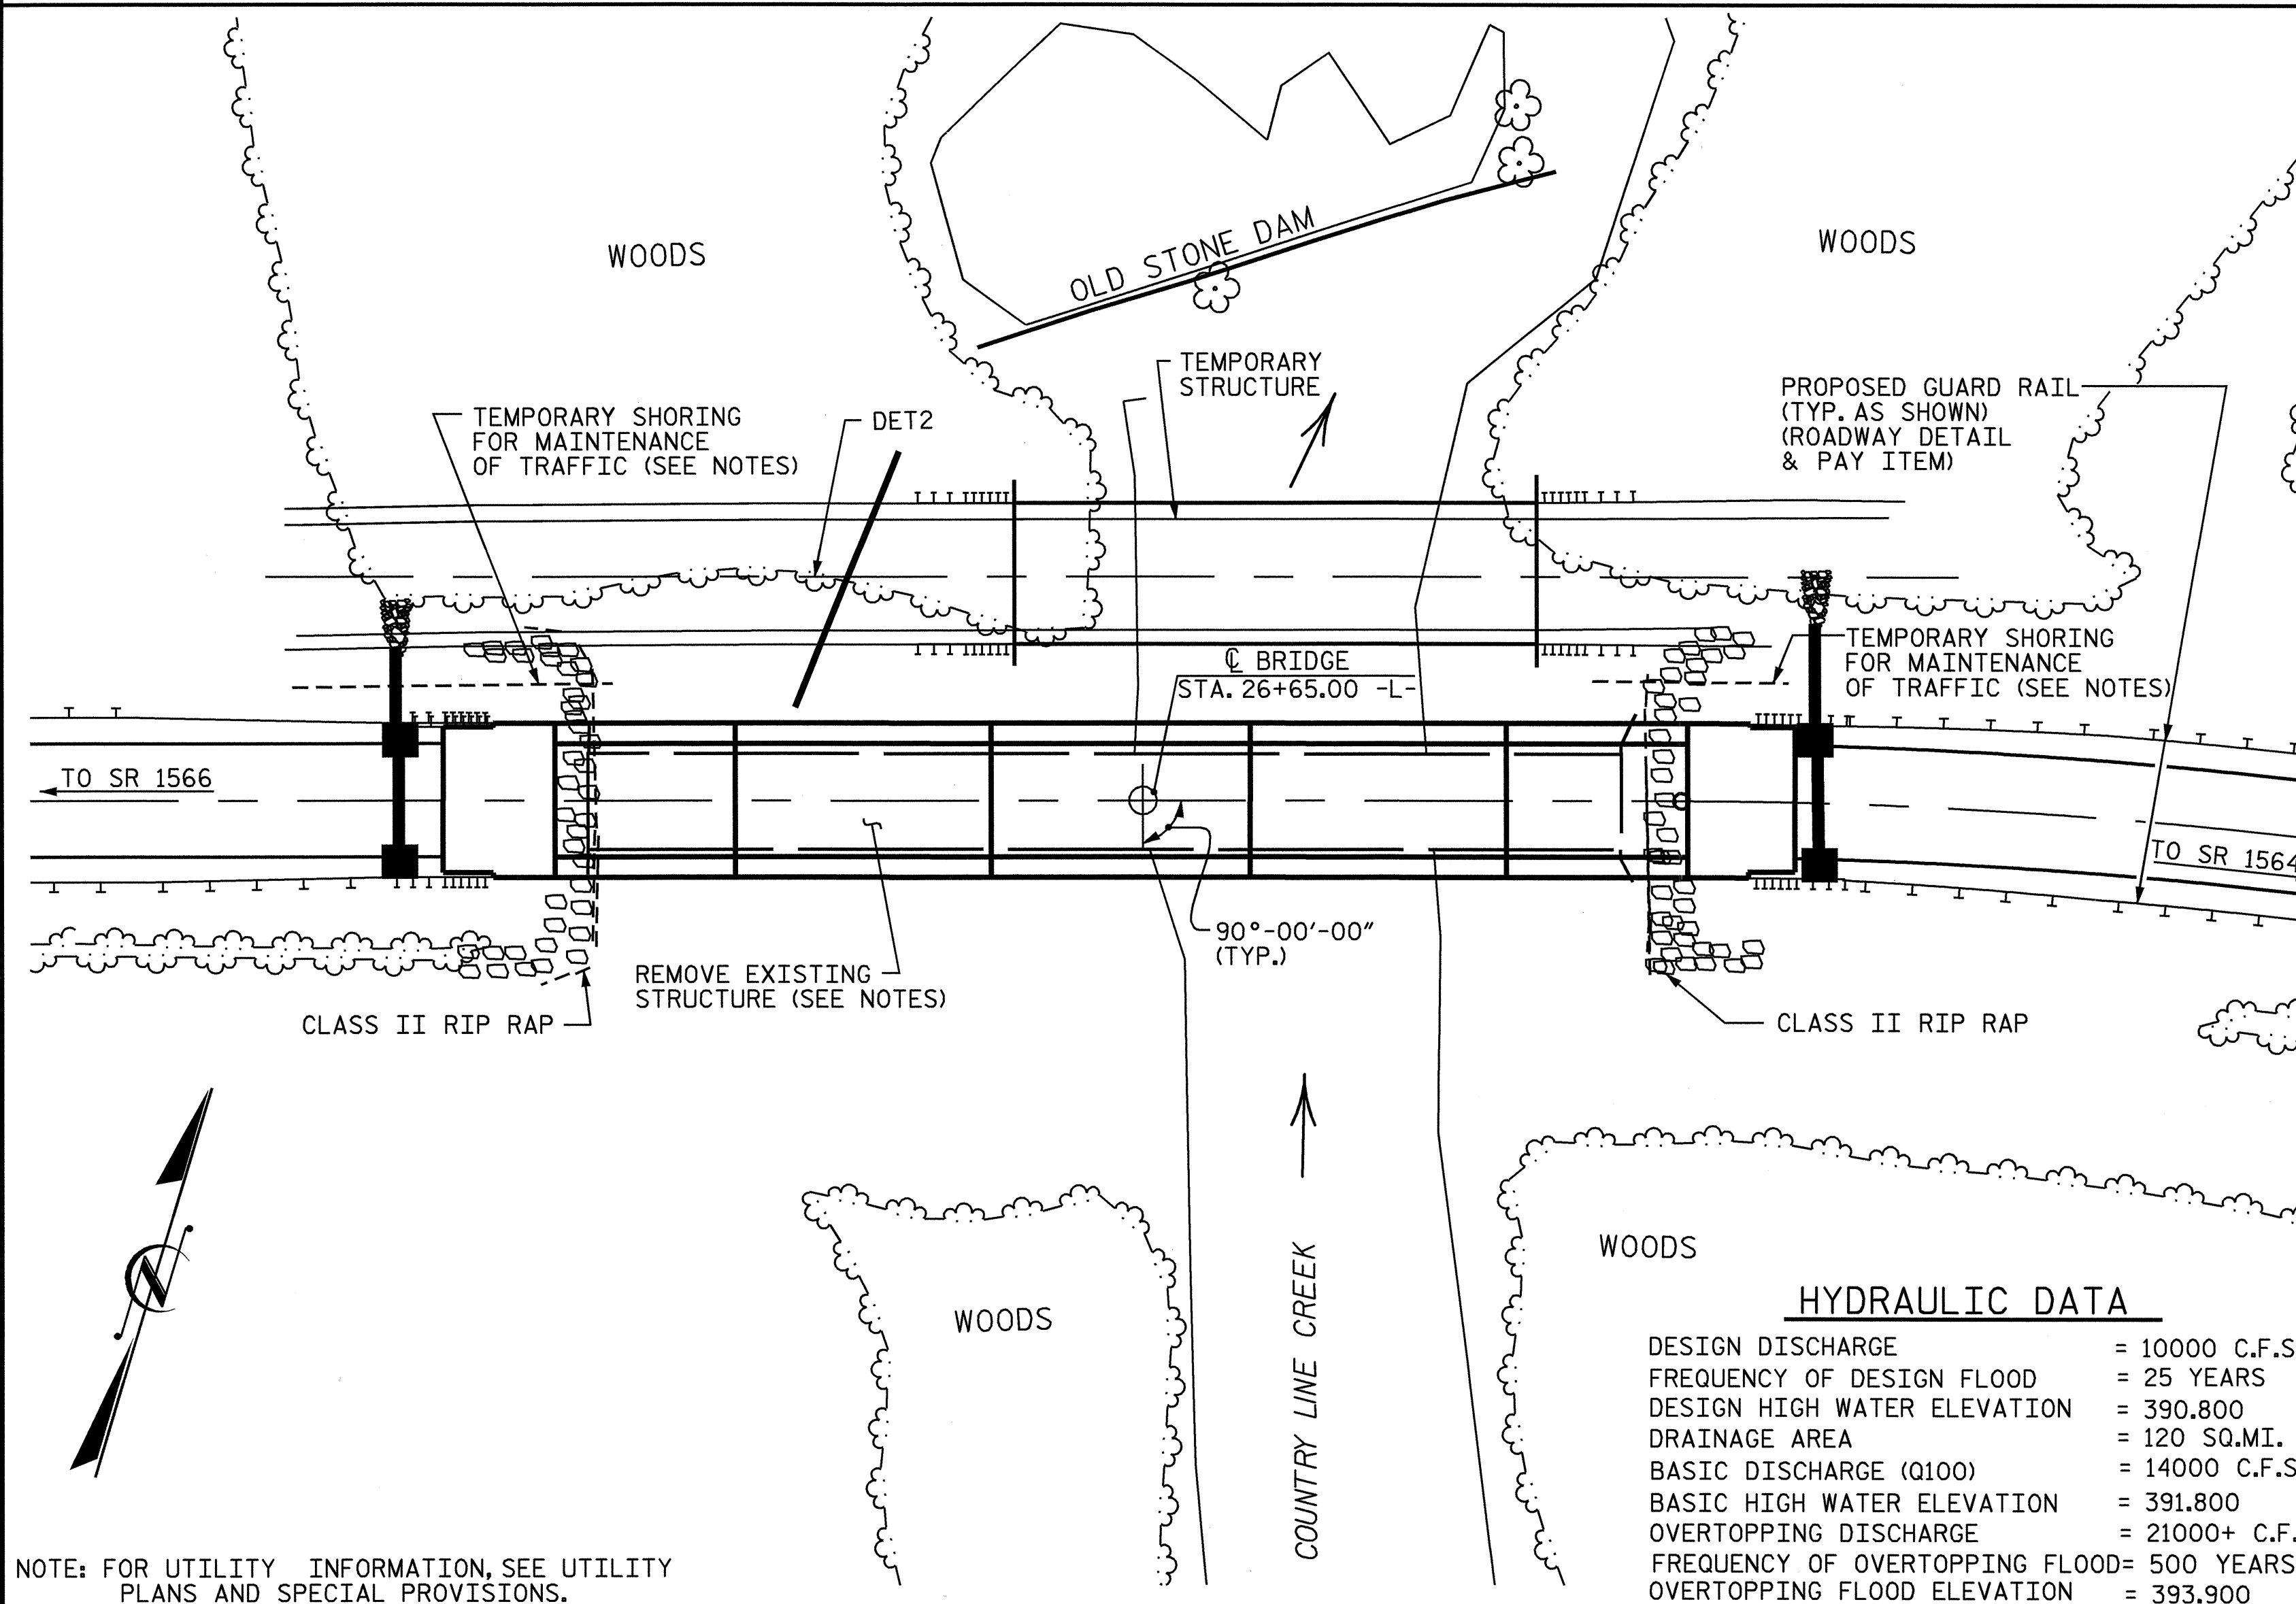 WOODS
WOODS
OLD STONE DAM
TEMPORARY
STRUCTURE
PROPOSED GUARD RAIL
(TYP. AS SHOWN)
(ROADWAY DETAIL
& PAY ITEM)
TEMPORARY SHORING
FOR MAINTENANCE
OF TRAFFIC (SEE NOTES)
DET2
TEMPORARY SHORING
FOR MAINTENANCE
OF TRAFFIC (SEE NOTES)
℄ BRIDGE
STA. 26+65.00 -L-
TO SR 1566
TO SR 1564
90°-00'-00"
(TYP.)
REMOVE EXISTING
STRUCTURE (SEE NOTES)
CLASS II RIP RAP
CLASS II RIP RAP
N
COUNTRY LINE CREEK
WOODS
WOODS
HYDRAULIC DATA
DESIGN DISCHARGE = 10000 C.F.S
FREQUENCY OF DESIGN FLOOD = 25 YEARS
DESIGN HIGH WATER ELEVATION = 390.800
DRAINAGE AREA = 120 SQ.MI.
BASIC DISCHARGE (Q100) = 14000 C.F.S
BASIC HIGH WATER ELEVATION = 391.800
OVERTOPPING DISCHARGE = 21000+ C.F.
FREQUENCY OF OVERTOPPING FLOOD= 500 YEARS
OVERTOPPING FLOOD ELEVATION = 393.900
NOTE: FOR UTILITY INFORMATION, SEE UTILITY
PLANS AND SPECIAL PROVISIONS.